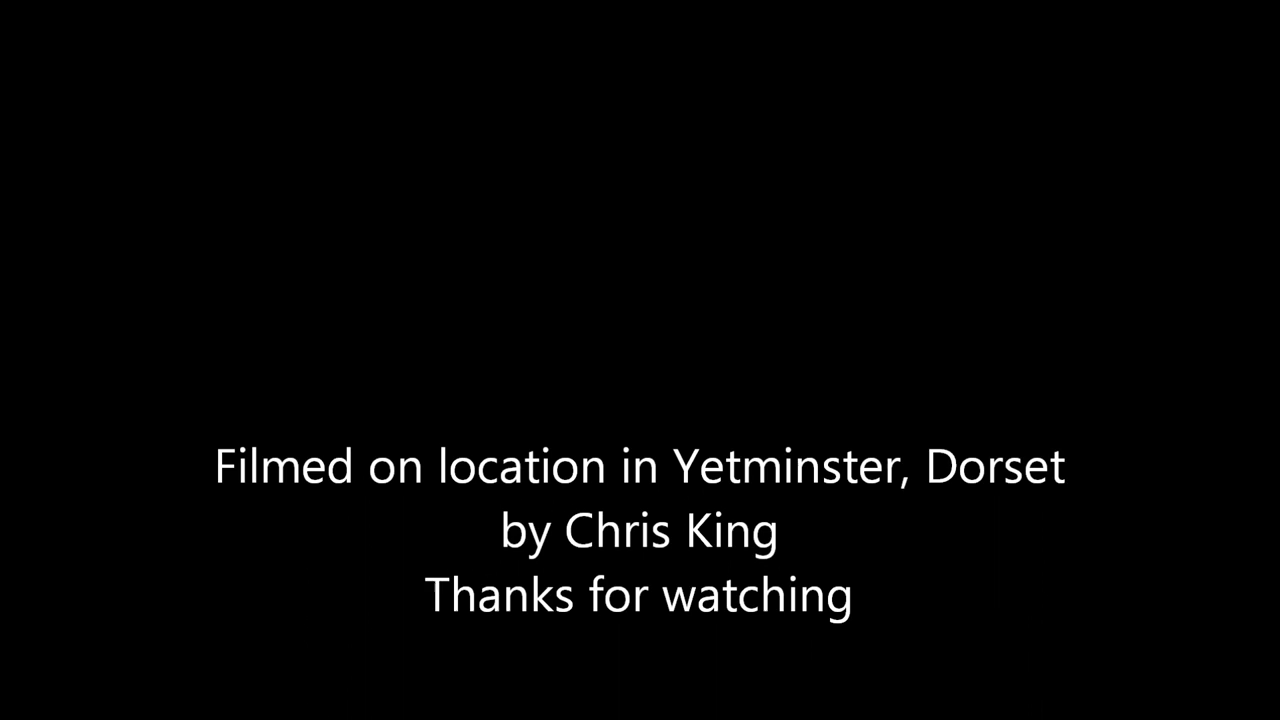 Filmed on location in Yetminster, Dorset
by Chris King
Thanks for watching